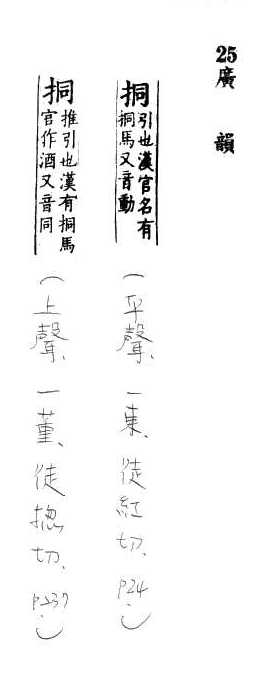 25廣韻
挏引也漢官名有
挏馬又音動
(平聲、一東、徒紅切、P24.)
挏推引也漢有挏馬
官作酒又音同
(上聲、一董、徒揔切、P237)